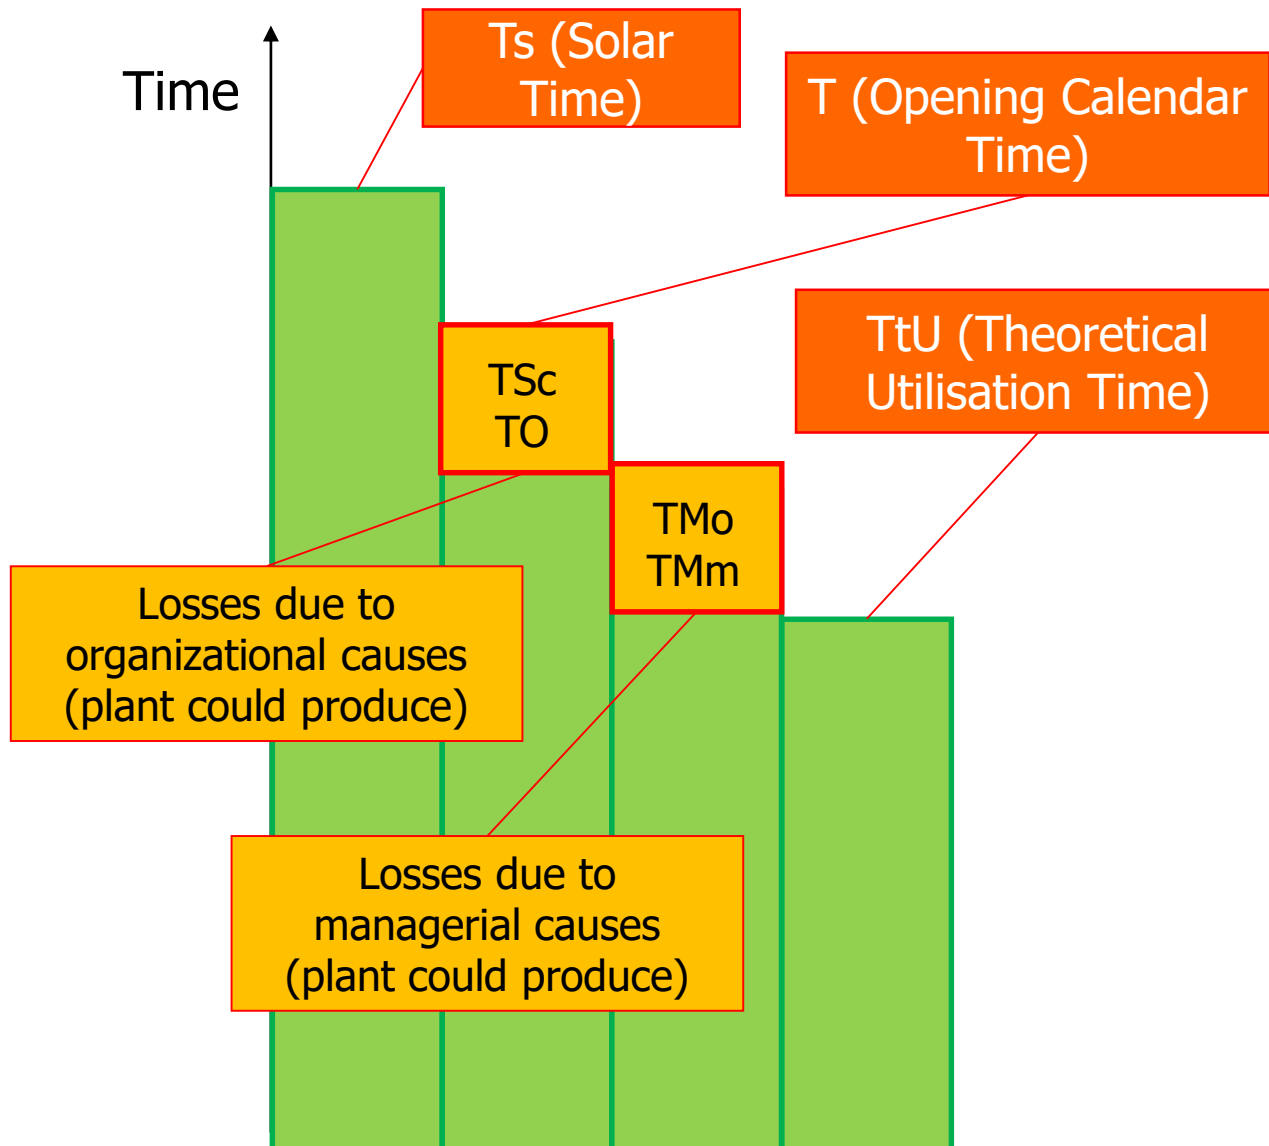 Ts (Solar
Time)
Time
T (Opening Calendar
Time)
TtU (Theoretical
Utilisation Time)
TSc
TO
TMo
TMm
Losses due to
organizational causes
(plant could produce)
Losses due to
managerial causes
(plant could produce)